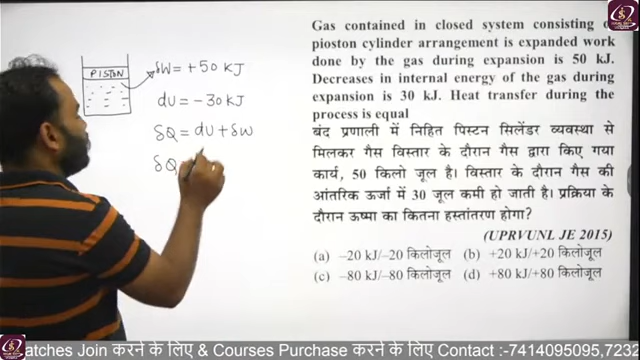 δW = +50 KJ
PISTON
dU = −30 KJ
δQ = dU + δW
δQ
Gas contained in closed system consisting of
pioston cylinder arrangement is expanded work
done by the gas during expansion is 50 kJ.
Decreases in internal energy of the gas during
expansion is 30 kJ. Heat transfer during the
process is equal
बंद प्रणाली में निहित पिस्टन सिलेंडर व्यवस्था से
मिलकर गैस विस्तार के दौरान गैस द्वारा किए गया
कार्य, 50 किलो जूल है। विस्तार के दौरान गैस की
आंतरिक ऊर्जा में 30 जूल कमी हो जाती है। प्रक्रिया के
दौरान ऊष्मा का कितना हस्तांतरण होगा?
(UPRVUNL JE 2015)
(a) –20 kJ/–20 किलोजूल (b) +20 kJ/+20 किलोजूल
(c) –80 kJ/–80 किलोजूल (d) +80 kJ/+80 किलोजूल
atches Join करने के लिए & Courses Purchase करने के लिए Contact :-7414095095,7232